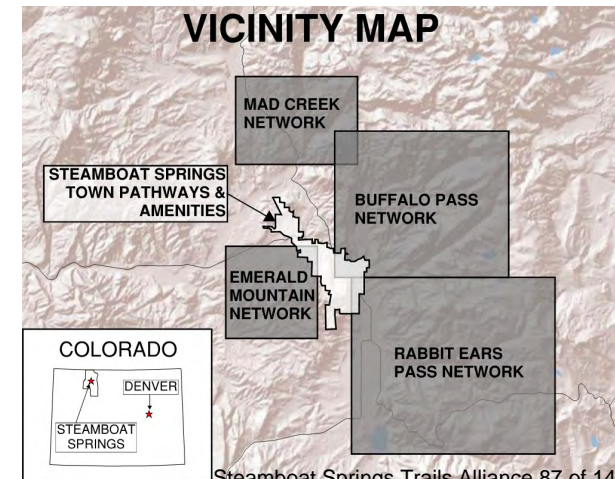 VICINITY MAP
MAD CREEK
NETWORK
STEAMBOAT SPRINGS
TOWN PATHWAYS &
AMENITIES
BUFFALO PASS
NETWORK
EMERALD
MOUNTAIN
NETWORK
RABBIT EARS
PASS NETWORK
COLORADO
DENVER
STEAMBOAT
SPRINGS
Steamboat Springs Trails Alliance 87 of 14